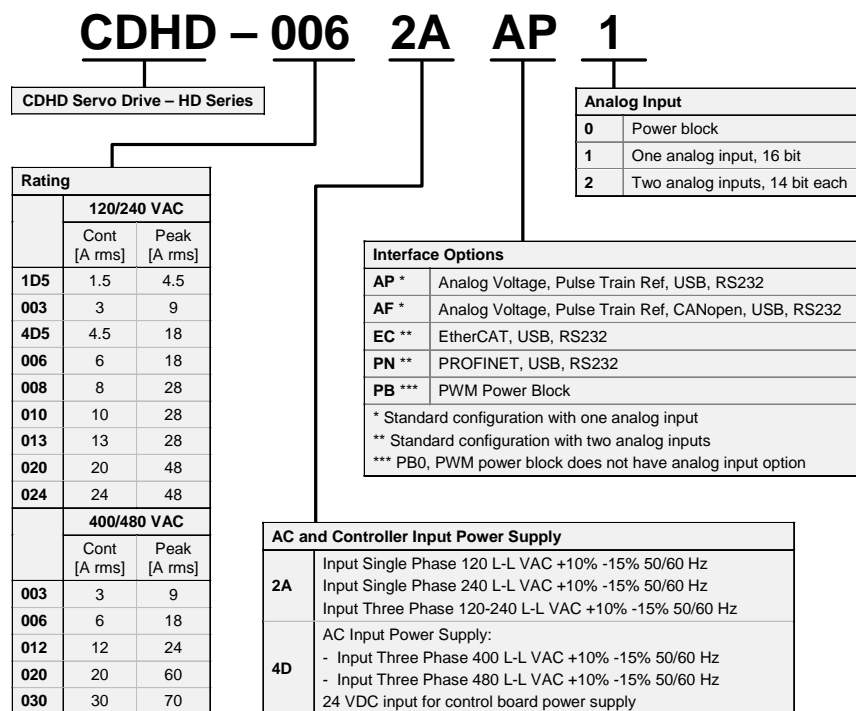 CDHD – 006 2A AP 1
CDHD Servo Drive – HD Series
Analog Input
0 Power block
1 One analog input, 16 bit
2 Two analog inputs, 14 bit each
Rating
120/240 VAC
Cont [A rms] Peak [A rms]
1D5 1.5 4.5
003 3 9
4D5 4.5 18
006 6 18
008 8 28
010 10 28
013 13 28
020 20 48
024 24 48
400/480 VAC
Cont [A rms] Peak [A rms]
003 3 9
006 6 18
012 12 24
020 20 60
030 30 70
Interface Options
AP * Analog Voltage, Pulse Train Ref, USB, RS232
AF * Analog Voltage, Pulse Train Ref, CANopen, USB, RS232
EC ** EtherCAT, USB, RS232
PN ** PROFINET, USB, RS232
PB *** PWM Power Block
* Standard configuration with one analog input
** Standard configuration with two analog inputs
*** PB0, PWM power block does not have analog input option
AC and Controller Input Power Supply
2A
Input Single Phase 120 L-L VAC +10% -15% 50/60 Hz
Input Single Phase 240 L-L VAC +10% -15% 50/60 Hz
Input Three Phase 120-240 L-L VAC +10% -15% 50/60 Hz
4D
AC Input Power Supply:
- Input Three Phase 400 L-L VAC +10% -15% 50/60 Hz
- Input Three Phase 480 L-L VAC +10% -15% 50/60 Hz
24 VDC input for control board power supply